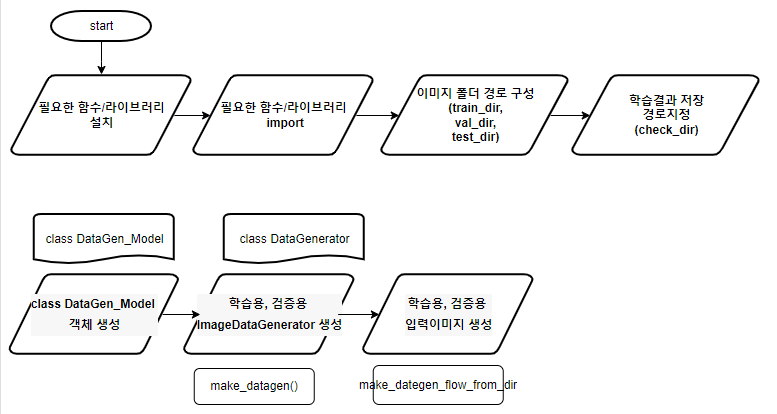 start
필요한 함수/라이브러리
설치
필요한 함수/라이브러리
import
이미지 폴더 경로 구성
(train_dir,
val_dir,
test_dir)
학습결과 저장
경로지정
(check_dir)
class DataGen_Model
class DataGenerator
class DataGen_Model
객체 생성
학습용, 검증용
ImageDataGenerator 생성
학습용, 검증용
입력이미지 생성
make_datagen()
make_dategen_flow_from_dir